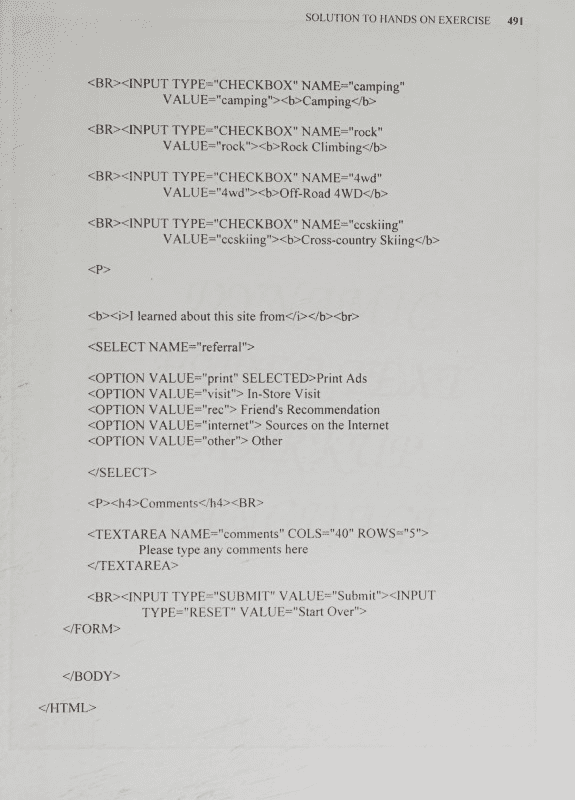 SOLUTION TO HANDS ON EXERCISE 491
<BR><INPUT TYPE="CHECKBOX" NAME="camping"
VALUE="camping"><b>Camping</b>
<BR><INPUT TYPE="CHECKBOX" NAME="rock"
VALUE="rock"><b>Rock Climbing</b>
<BR><INPUT TYPE="CHECKBOX" NAME="4wd"
VALUE="4wd"><b>Off-Road 4WD</b>
<BR><INPUT TYPE="CHECKBOX" NAME="ccskiing"
VALUE="ccskiing"><b>Cross-country Skiing</b>
<P>
<b><i>I learned about this site from</i></b><br>
<SELECT NAME="referral">
<OPTION VALUE="print" SELECTED>Print Ads
<OPTION VALUE="visit"> In-Store Visit
<OPTION VALUE="rec"> Friend's Recommendation
<OPTION VALUE="internet"> Sources on the Internet
<OPTION VALUE="other"> Other
</SELECT>
<P><h4>Comments</h4><BR>
<TEXTAREA NAME="comments" COLS="40" ROWS="5">
Please type any comments here
</TEXTAREA>
<BR><INPUT TYPE="SUBMIT" VALUE="Submit"><INPUT
TYPE="RESET" VALUE="Start Over">
</FORM>
</BODY>
</HTML>